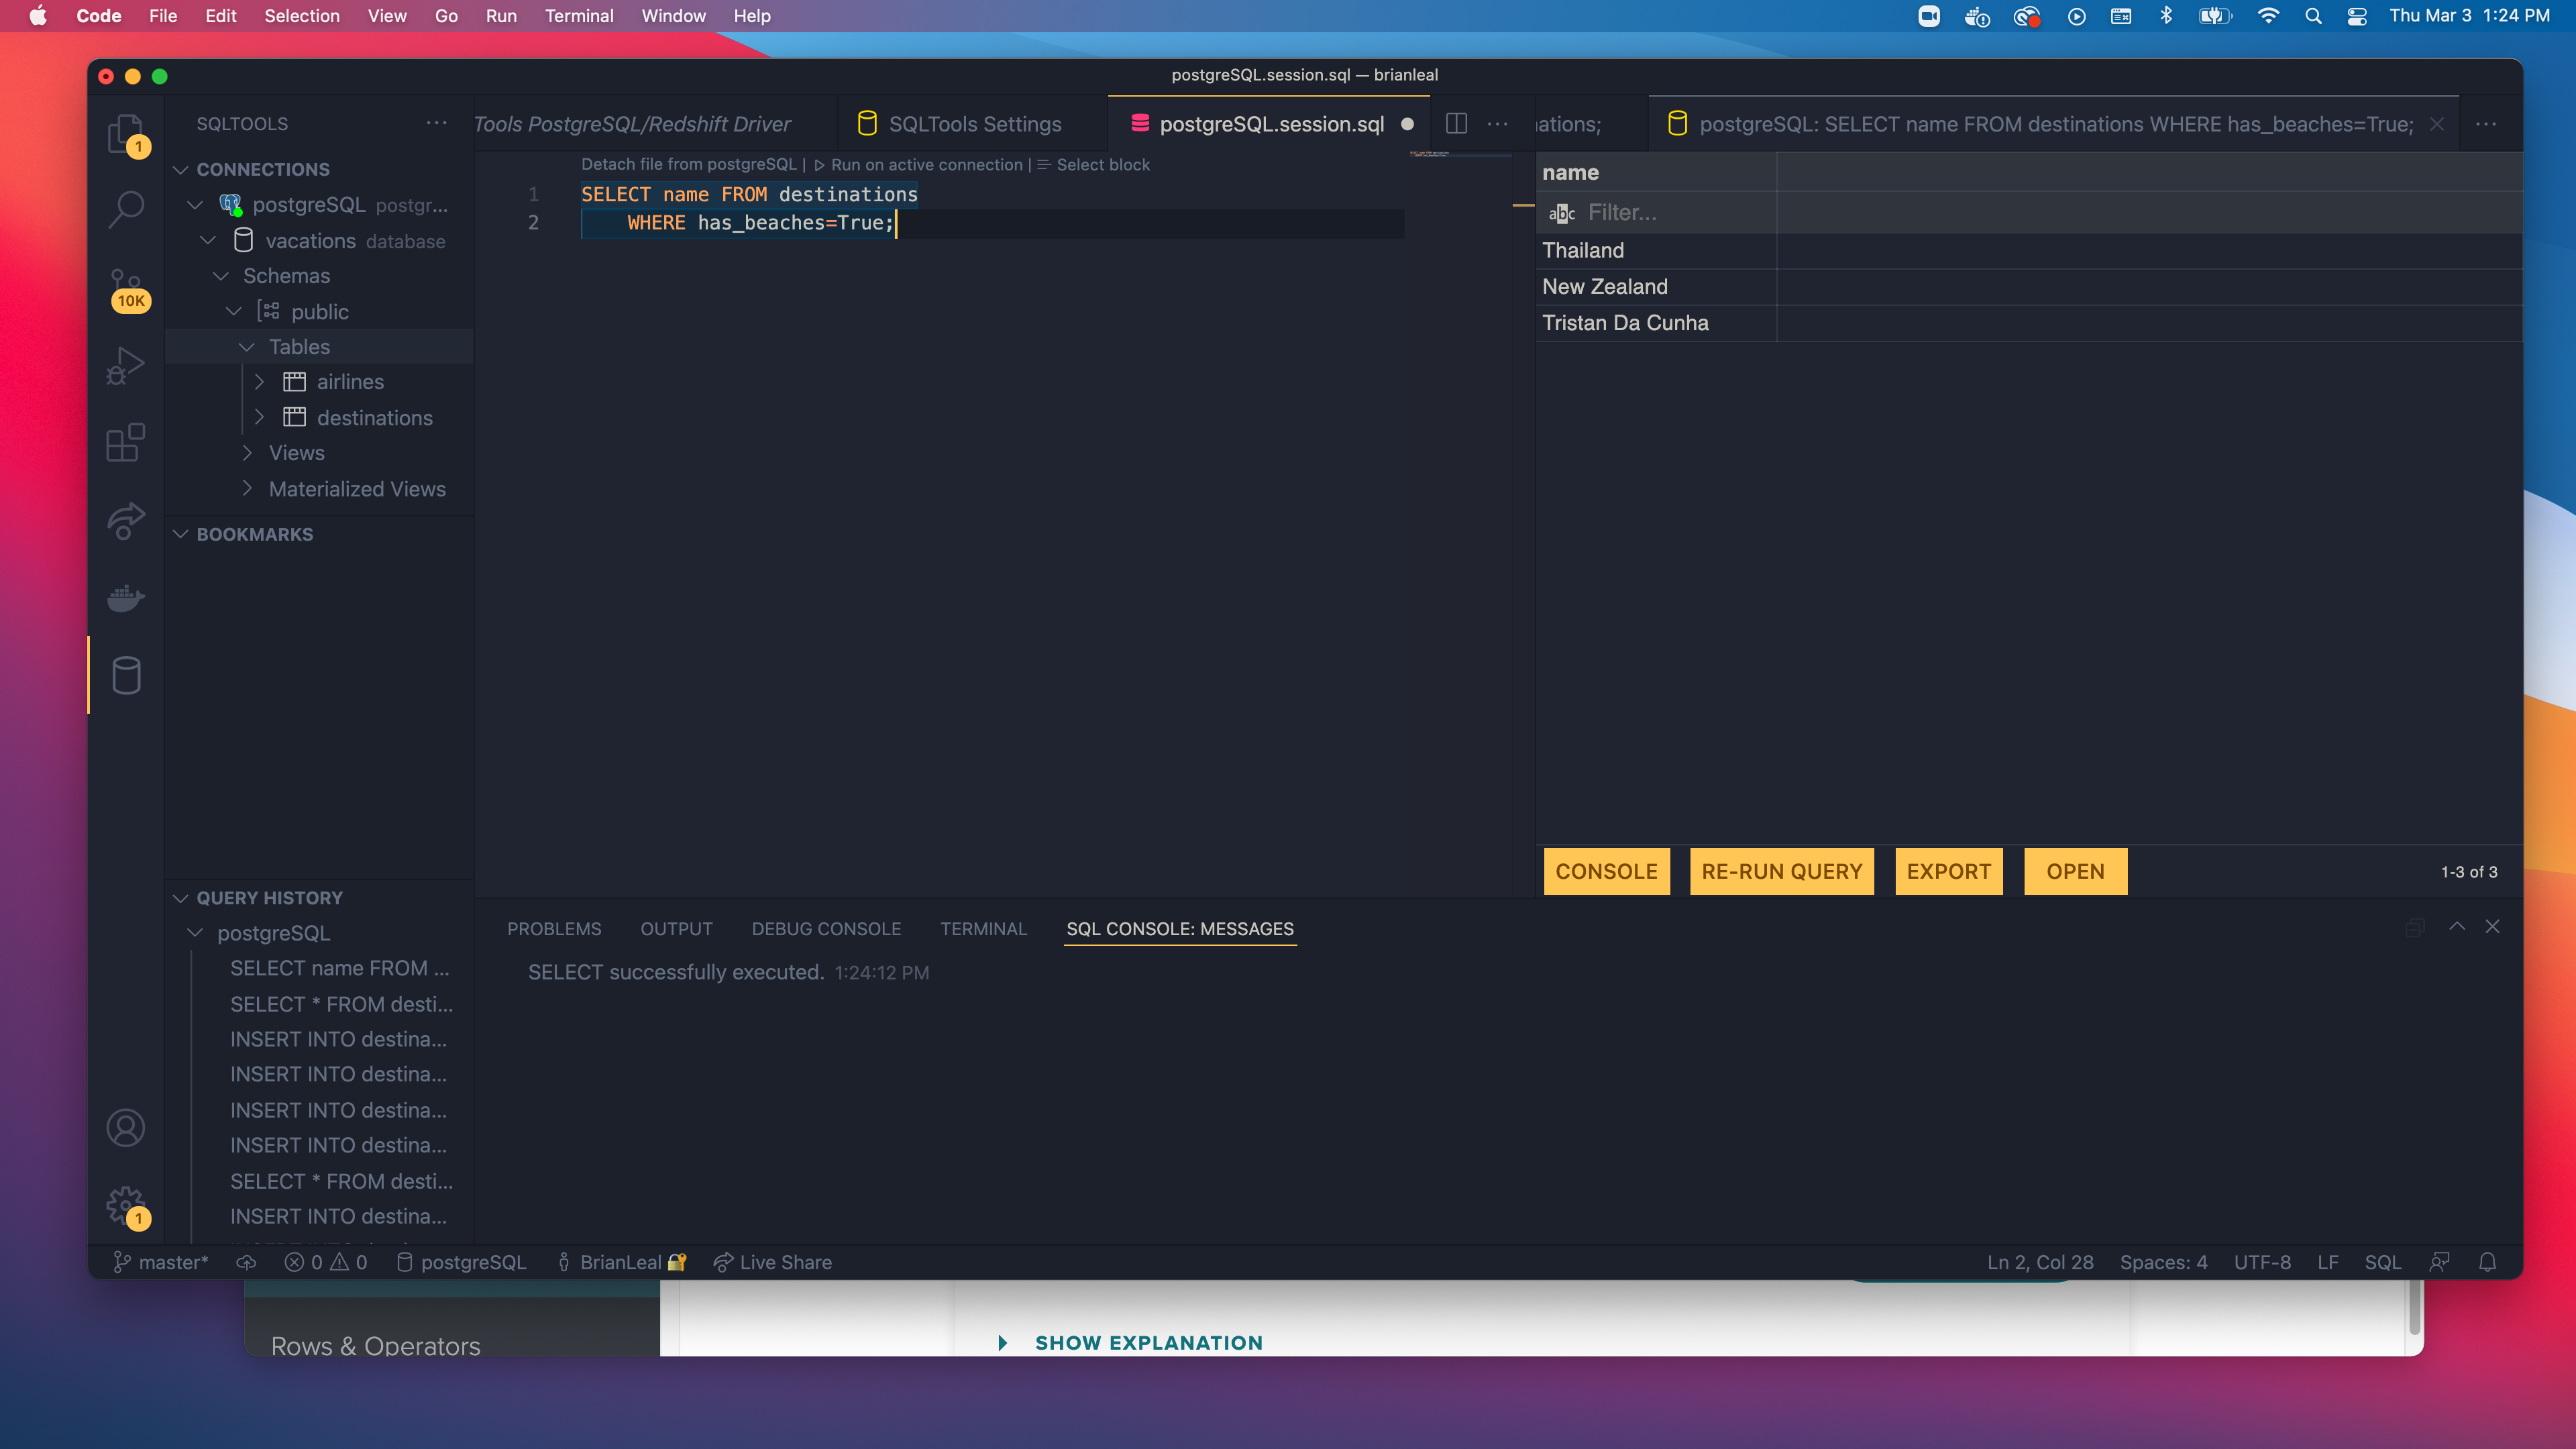 Code File Edit Selection View Go Run Terminal Window Help Thu Mar 3 1:24 PM
postgreSQL.session.sql — brianleal
1
10K
1
SQLTOOLS
CONNECTIONS
postgreSQL postgr...
vacations database
Schemas
public
Tables
airlines
destinations
Views
Materialized Views
BOOKMARKS
QUERY HISTORY
postgreSQL
SELECT name FROM ...
SELECT * FROM desti...
INSERT INTO destina...
INSERT INTO destina...
INSERT INTO destina...
INSERT INTO destina...
SELECT * FROM desti...
INSERT INTO destina...
Tools PostgreSQL/Redshift Driver SQLTools Settings postgreSQL.session.sql
Detach file from postgreSQL | Run on active connection | Select block
1 SELECT name FROM destinations
2 WHERE has_beaches=True;
ations; postgreSQL: SELECT name FROM destinations WHERE has_beaches=True;
name
abc Filter...
Thailand
New Zealand
Tristan Da Cunha
CONSOLE RE-RUN QUERY EXPORT OPEN 1-3 of 3
PROBLEMS OUTPUT DEBUG CONSOLE TERMINAL SQL CONSOLE: MESSAGES
SELECT successfully executed. 1:24:12 PM
master* 0 0 postgreSQL BrianLeal Live Share Ln 2, Col 28 Spaces: 4 UTF-8 LF SQL
Rows & Operators
SHOW EXPLANATION